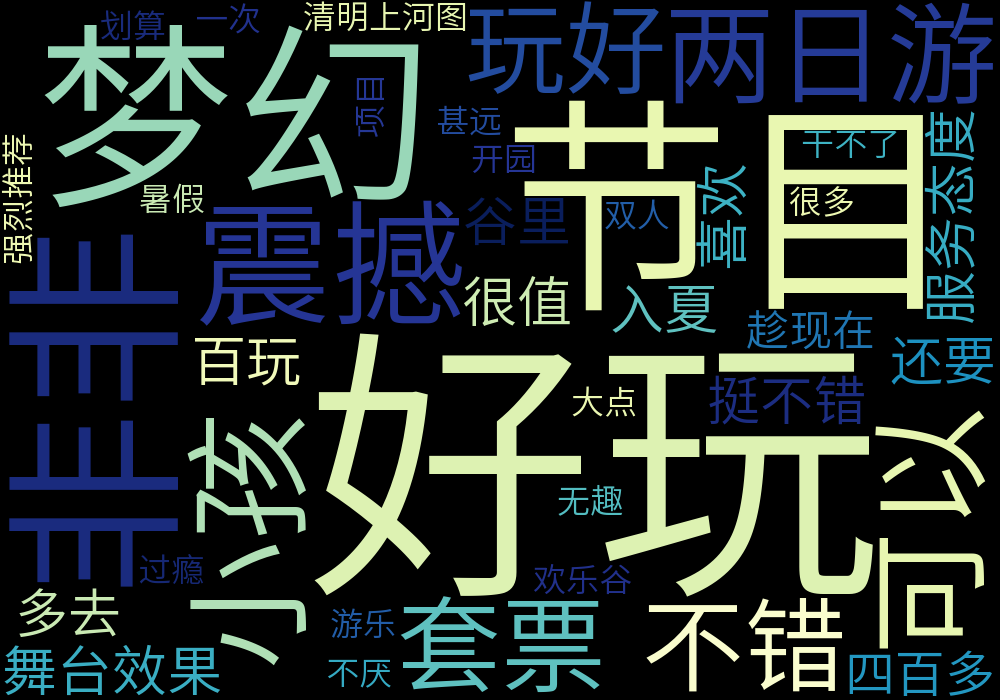 划算
一次
清明上河图
玩好
两日游
梦幻
项目
甚远
开园
节目
干不了
服务态度
强烈推荐
暑假
震撼
谷里
双人
喜欢
很多
非非
很值
入夏
趁现在
还要
百玩
好玩
大点
挺不错
可以
小孩
无趣
过瘾
欢乐谷
多去
游乐
套票
不错
舞台效果
不厌
四百多